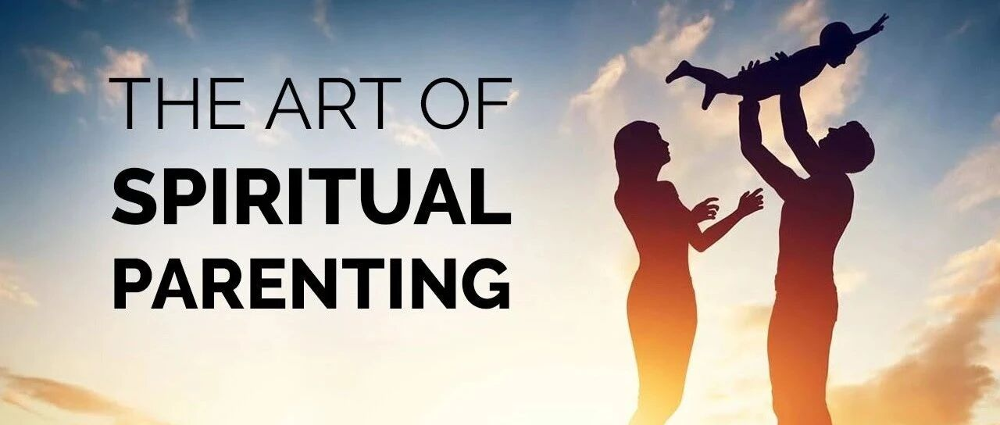 THE ART OF
SPIRITUAL
PARENTING